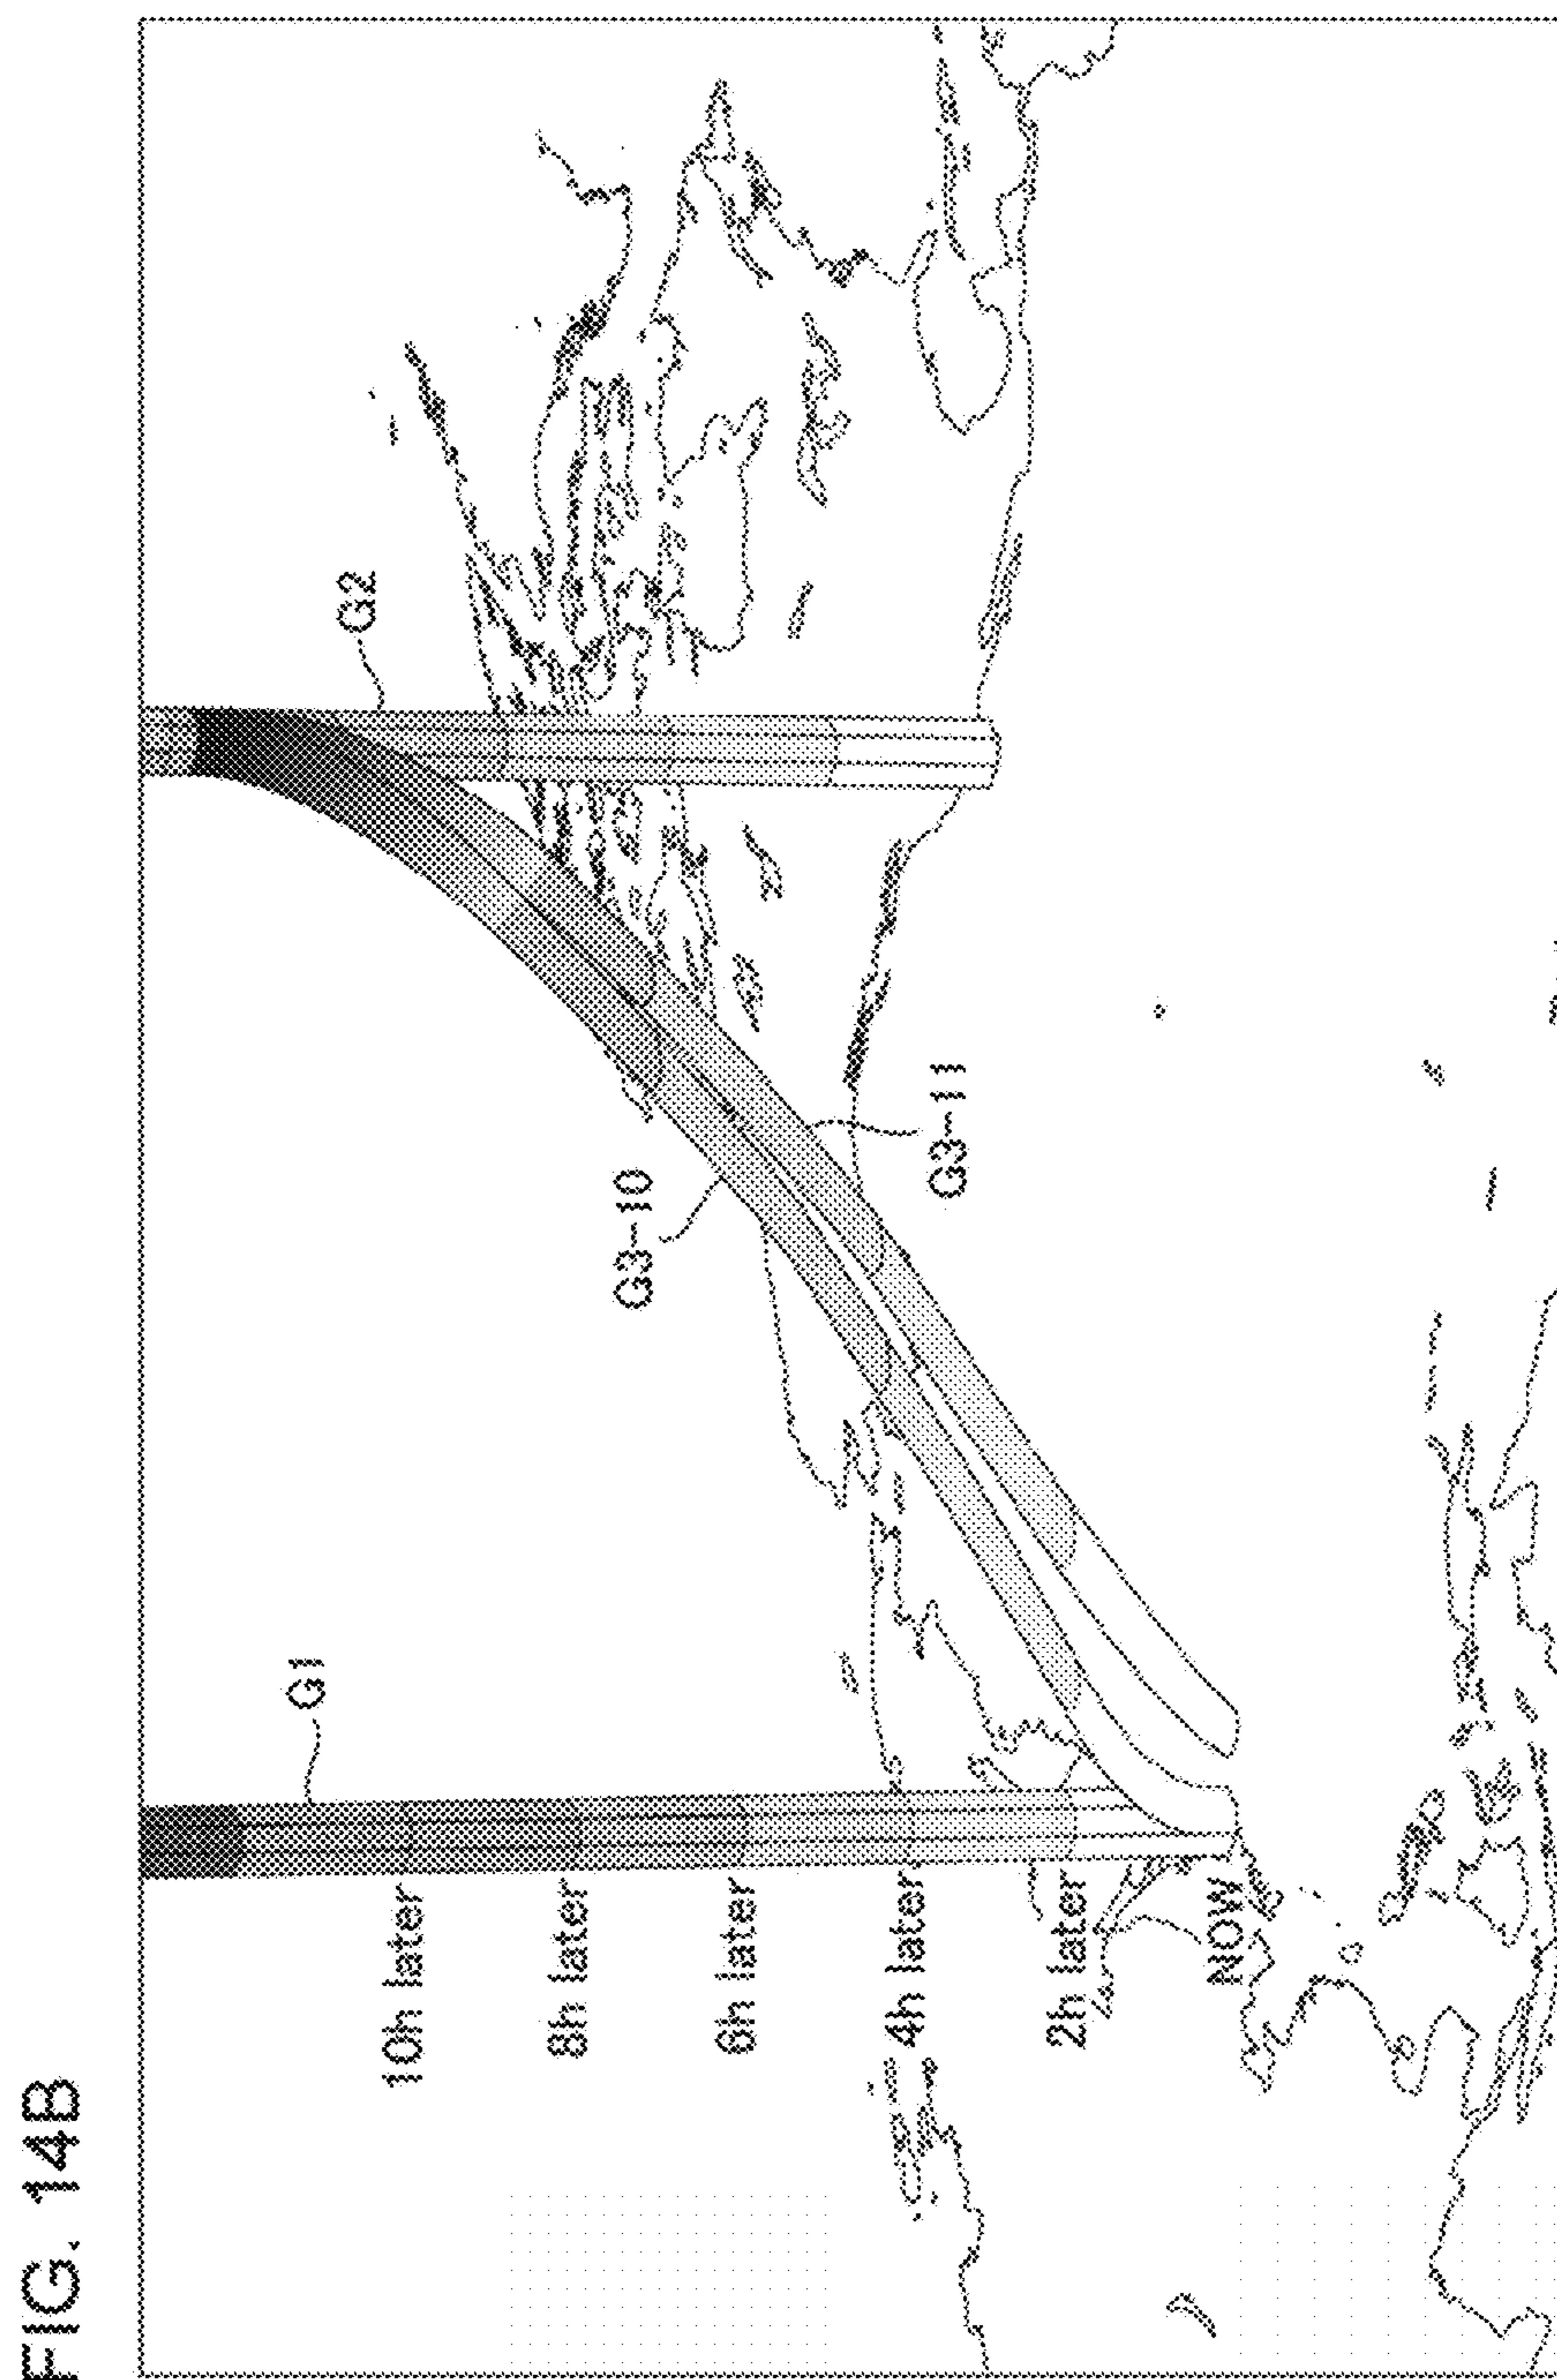 FIG. 14B
10h later
8h later
6h later
4h later
2h later
NOW
G1
G2
G3-10
G3-11